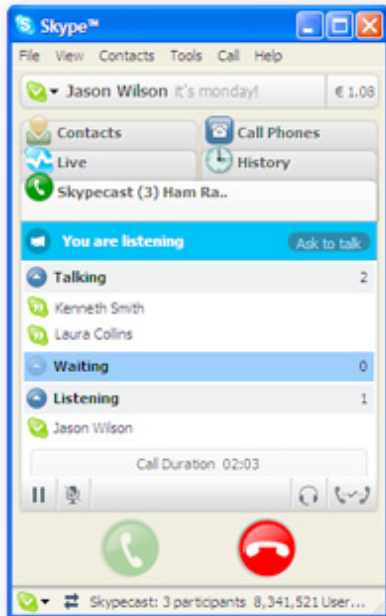 Skype™
File View Contacts Tools Call Help
Jason Wilson it's monday! € 1.08
Contacts Call Phones
Live History
Skypecast (3) Ham Ra..
You are listening Ask to talk
Talking 2
Kenneth Smith
Laura Collins
Waiting 0
Listening 1
Jason Wilson
Call Duration 02:03
Skypecast: 3 participants 8,341,521 User...